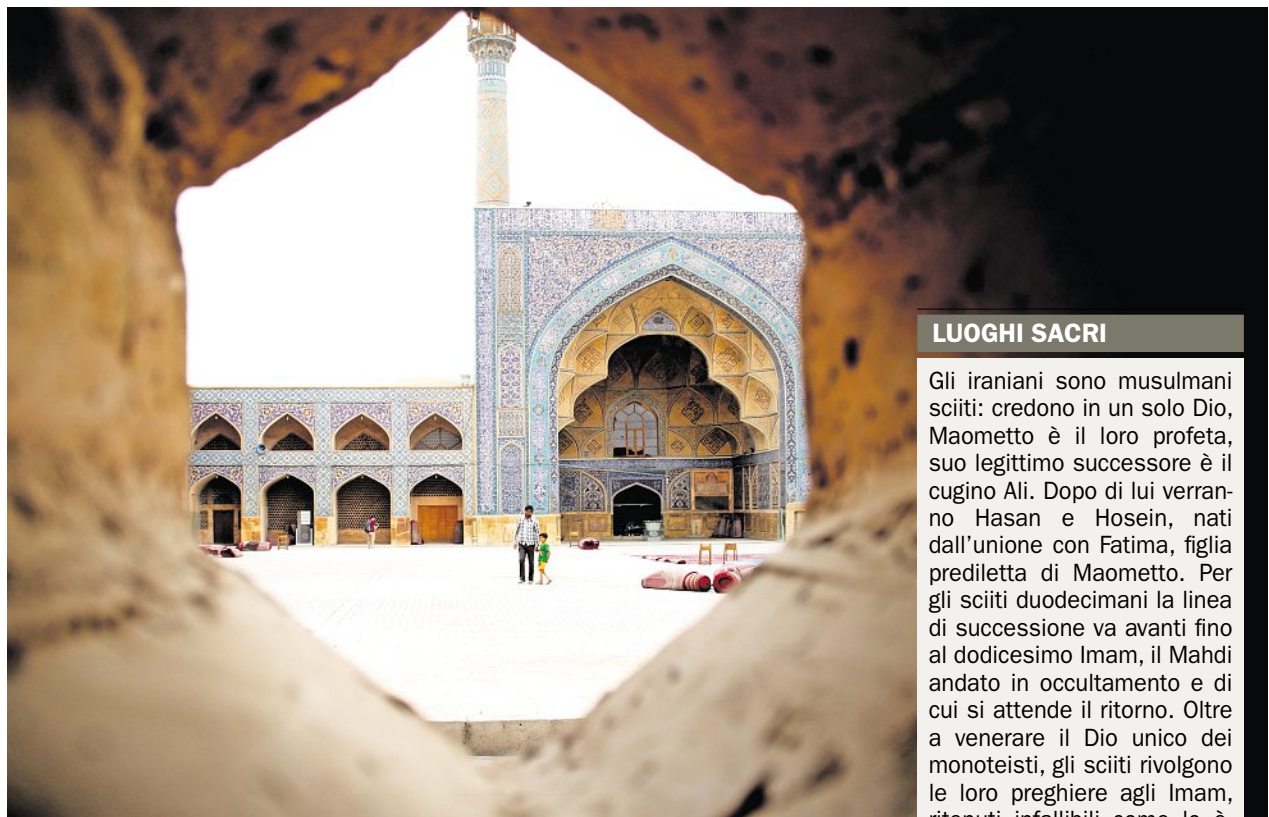 LUOGHI SACRI
Gli iraniani sono musulmani
sciiti: credono in un solo Dio,
Maometto è il loro profeta,
suo legittimo successore è il
cugino Ali. Dopo di lui verran-
no Hasan e Hosein, nati
dall'unione con Fatima, figlia
prediletta di Maometto. Per
gli sciiti duodecimani la linea
di successione va avanti fino
al dodicesimo Imam, il Mahdi
andato in occultamento e di
cui si attende il ritorno. Oltre
a venerare il Dio unico dei
monoteisti, gli sciiti rivolgono
le loro preghiere agli Imam,
ritenuti infallibili come lo è